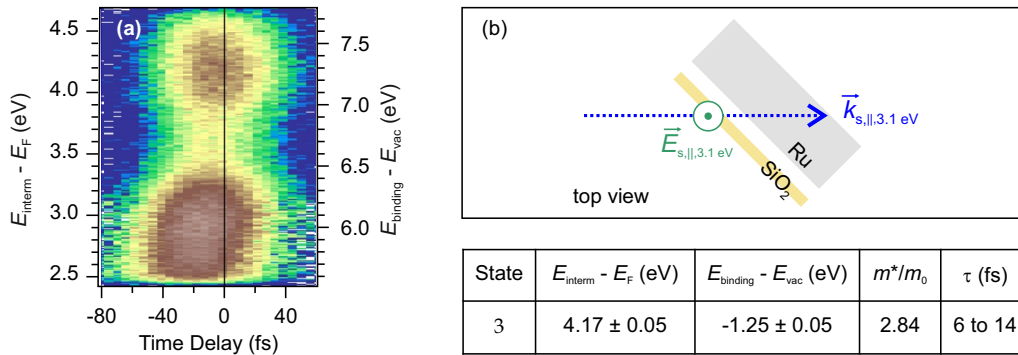 (a)
4.5
4.0
3.5
3.0
2.5
E_interm - E_F (eV)
7.5
7.0
6.5
6.0
E_binding - E_vac (eV)
-80 -40 0 40
Time Delay (fs)
(b)
k_s,||,3.1 eV
E_s,||,3.1 eV
Ru
SiO₂
top view
State E_interm - E_F (eV) E_binding - E_vac (eV) m*/m₀ τ (fs)
3 4.17 ± 0.05 -1.25 ± 0.05 2.84 6 to 14